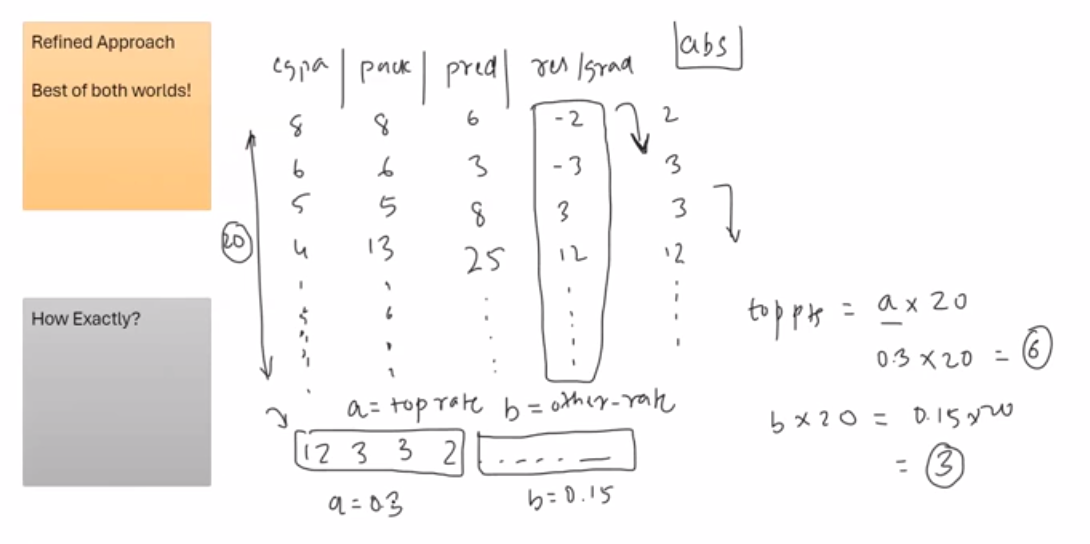 Refined Approach
Best of both worlds!
How Exactly?
cgpa | pack | pred | res/grad abs
8 8 6 -2 2
6 6 3 -3 3
5 5 8 3 3
4 13 25 12 12
20
top pts = a × 20
0.3 × 20 = 6
a = top rate b = other-rate
b × 20 = 0.15 × 20
= 3
12 3 3 2
a = 0.3 b = 0.15